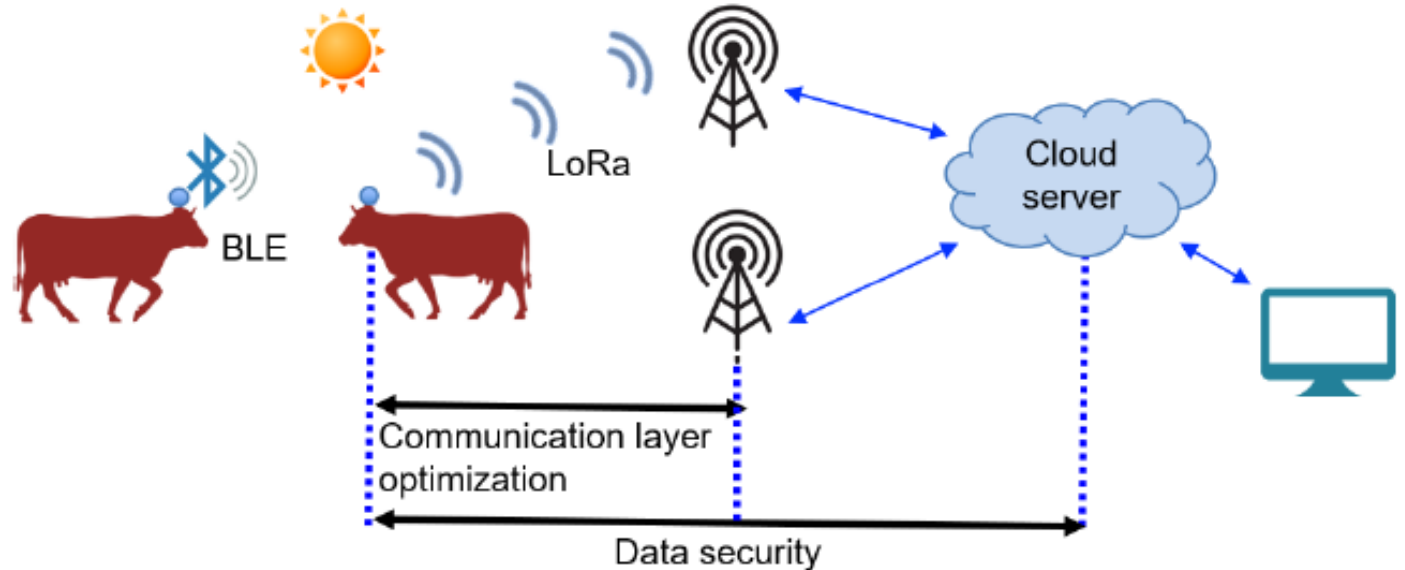 LoRa
Cloud
server
BLE
Communication layer
optimization
Data security